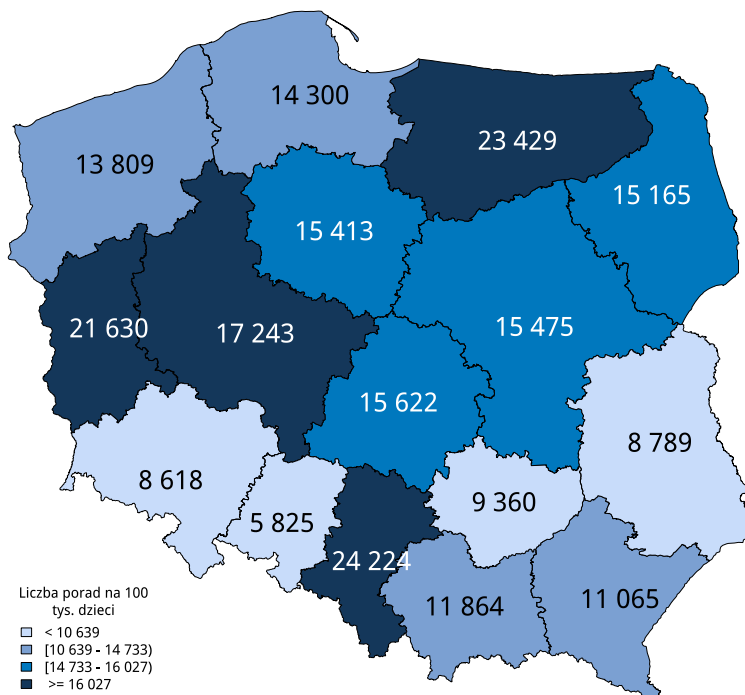 14 300
23 429
13 809
15 165
15 413
21 630
17 243
15 475
15 622
8 789
8 618
9 360
5 825
24 224
11 864
11 065
Liczba porad na 100
tys. dzieci
< 10 639
[10 639 - 14 733)
[14 733 - 16 027)
>= 16 027